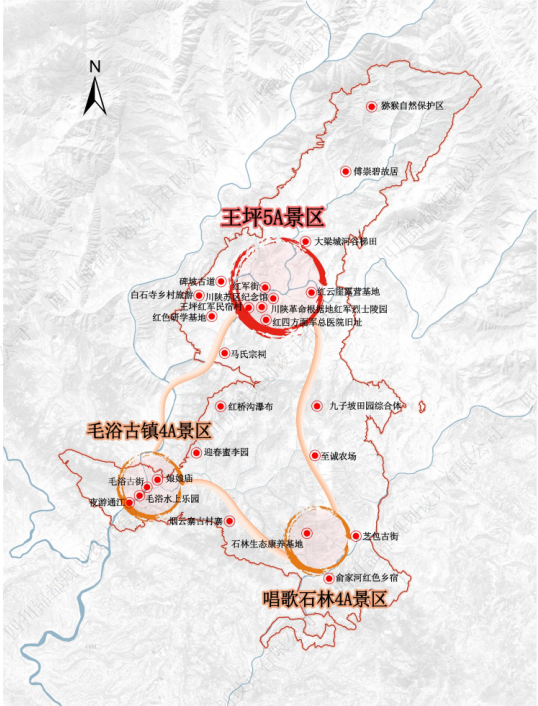 N
猕猴自然保护区
傅崇碧故居
王坪5A景区
大梁城河谷梯田
碑坡古道
红军街
白石寺乡村旅游
川陕苏区纪念馆
红云崖露营基地
王坪红军民宿村
川陕革命根据地红军烈士陵园
红色研学基地
红四方面军总医院旧址
马氏宗祠
红桥沟瀑布
九子坡田园综合体
毛浴古镇4A景区
迎春蜜李园
至诚农场
毛浴古街
娘娘庙
夜游通江
毛浴水上乐园
烟云寨古村寨
石林生态康养基地
芝包古街
俞家河红色乡宿
唱歌石林4A景区